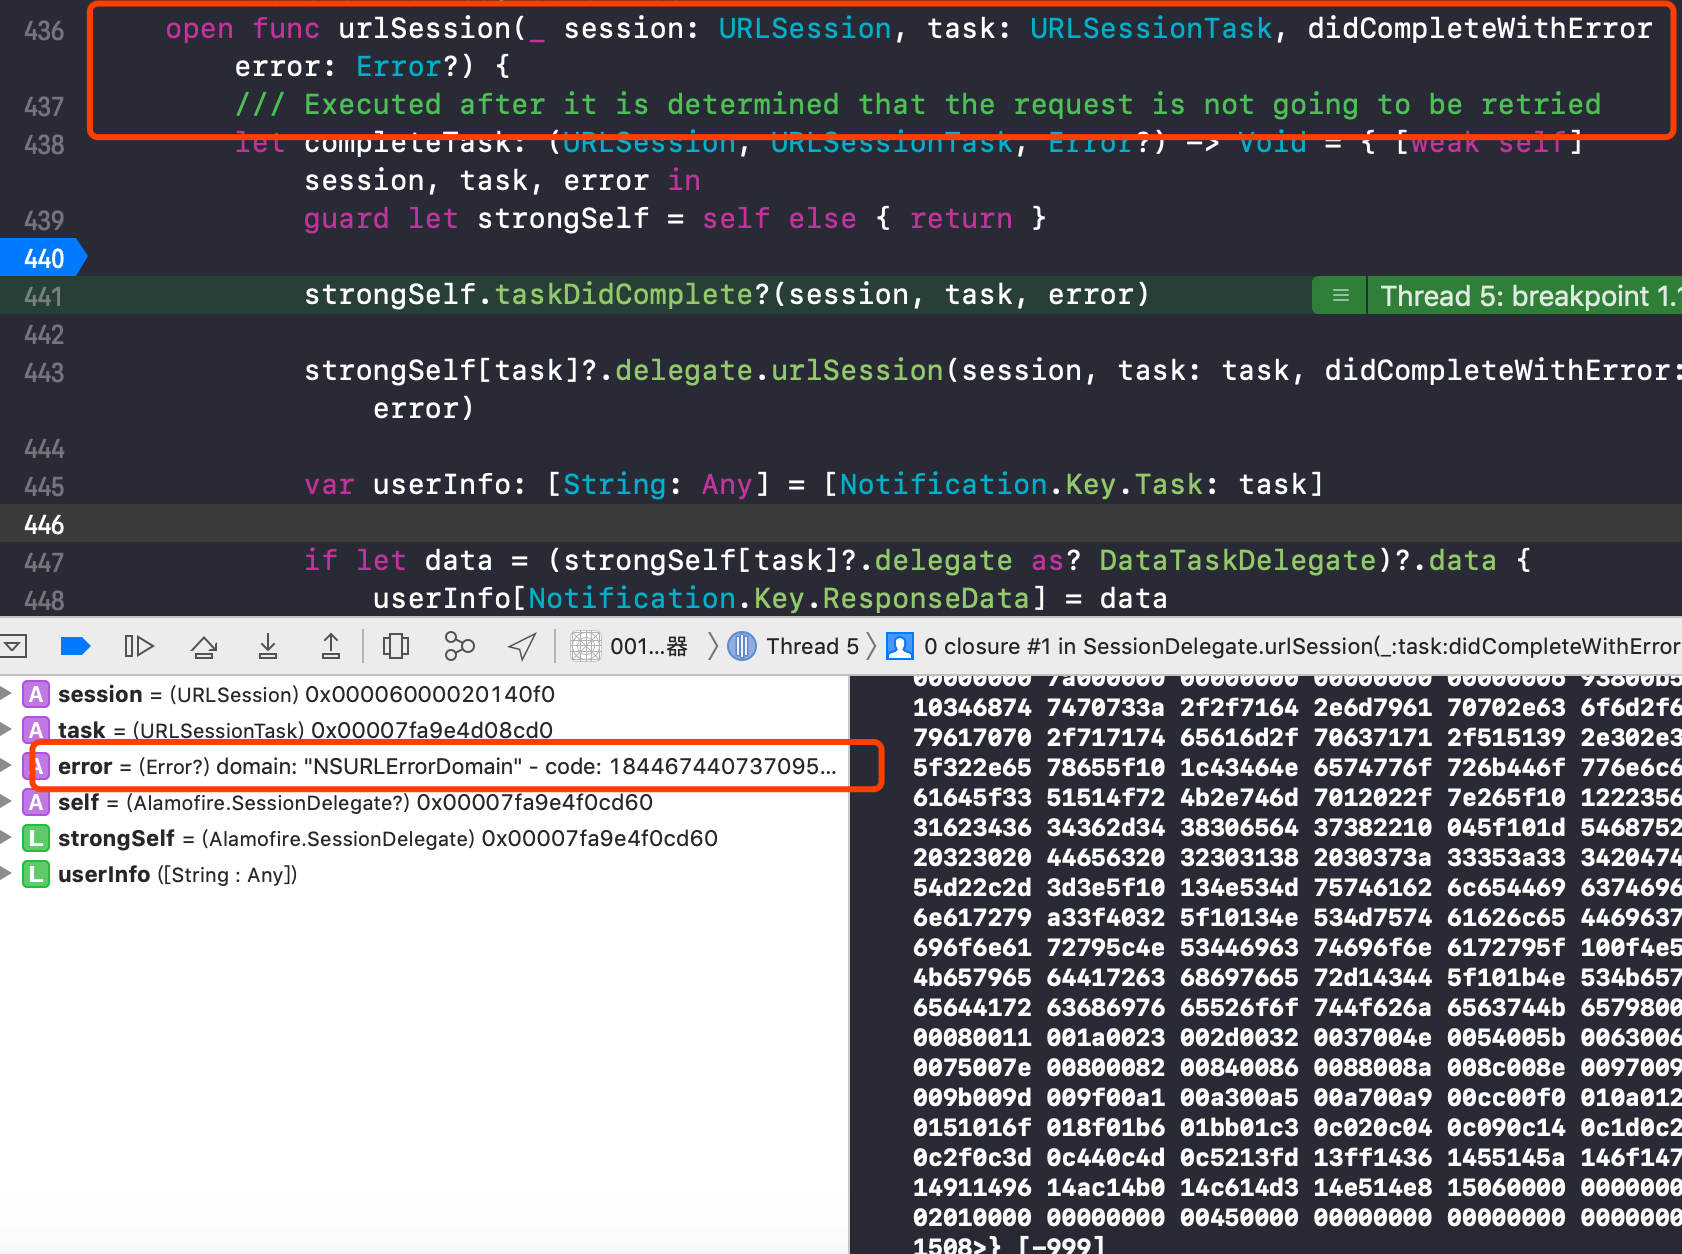 436 open func urlSession(_ session: URLSession, task: URLSessionTask, didCompleteWithError
error: Error?) {
437 /// Executed after it is determined that the request is not going to be retried
438 let completeTask: (URLSession, URLSessionTask, Error?) -> Void = { [weak self]
session, task, error in
439 guard let strongSelf = self else { return }
440
441 strongSelf.taskDidComplete?(session, task, error) Thread 5: breakpoint 1.1
442
443 strongSelf[task]?.delegate.urlSession(session, task: task, didCompleteWithError:
error)
444
445 var userInfo: [String: Any] = [Notification.Key.Task: task]
446
447 if let data = (strongSelf[task]?.delegate as? DataTaskDelegate)?.data {
448 userInfo[Notification.Key.ResponseData] = data
001...器 Thread 5 0 closure #1 in SessionDelegate.urlSession(_:task:didCompleteWithError
A session = (URLSession) 0x00006000020140f0
A task = (URLSessionTask) 0x00007fa9e4d08cd0
A error = (Error?) domain: "NSURLErrorDomain" - code: 184467440737095...
A self = (Alamofire.SessionDelegate?) 0x00007fa9e4f0cd60
L strongSelf = (Alamofire.SessionDelegate) 0x00007fa9e4f0cd60
L userInfo ([String : Any])
00000000 7a000000 00000000 00000000 00000006 93800b5
10346874 7470733a 2f2f7164 2e6d7961 70702e63 6f6d2f6
79617070 2f717174 65616d2f 70637171 2f515139 2e302e3
5f322e65 78655f10 1c43464e 6574776f 726b446f 776e6c6
61645f33 51514f72 4b2e746d 7012022f 7e265f10 1222356
31623436 34362d34 38306564 37382210 045f101d 5468752
20323020 44656320 32303138 2030373a 33353a33 3420474
54d22c2d 3d3e5f10 134e534d 75746162 6c654469 6374696
6e617279 a33f4032 5f10134e 534d7574 61626c65 4469637
696f6e61 72795c4e 53446963 74696f6e 6172795f 100f4e5
4b657965 64417263 68697665 72d14344 5f101b4e 534b657
65644172 63686976 65526f6f 744f626a 6563744b 6579800
00080011 001a0023 002d0032 0037004e 0054005b 0063006
0075007e 00800082 00840086 0088008a 008c008e 0097009
009b009d 009f00a1 00a300a5 00a700a9 00cc00f0 010a012
0151016f 018f01b6 01bb01c3 0c020c04 0c090c14 0c1d0c2
0c2f0c3d 0c440c4d 0c5213fd 13ff1436 1455145a 146f147
14911496 14ac14b0 14c614d3 14e514e8 15060000 0000000
02010000 00000000 00450000 00000000 00000000 0000000
1508>} [-999]